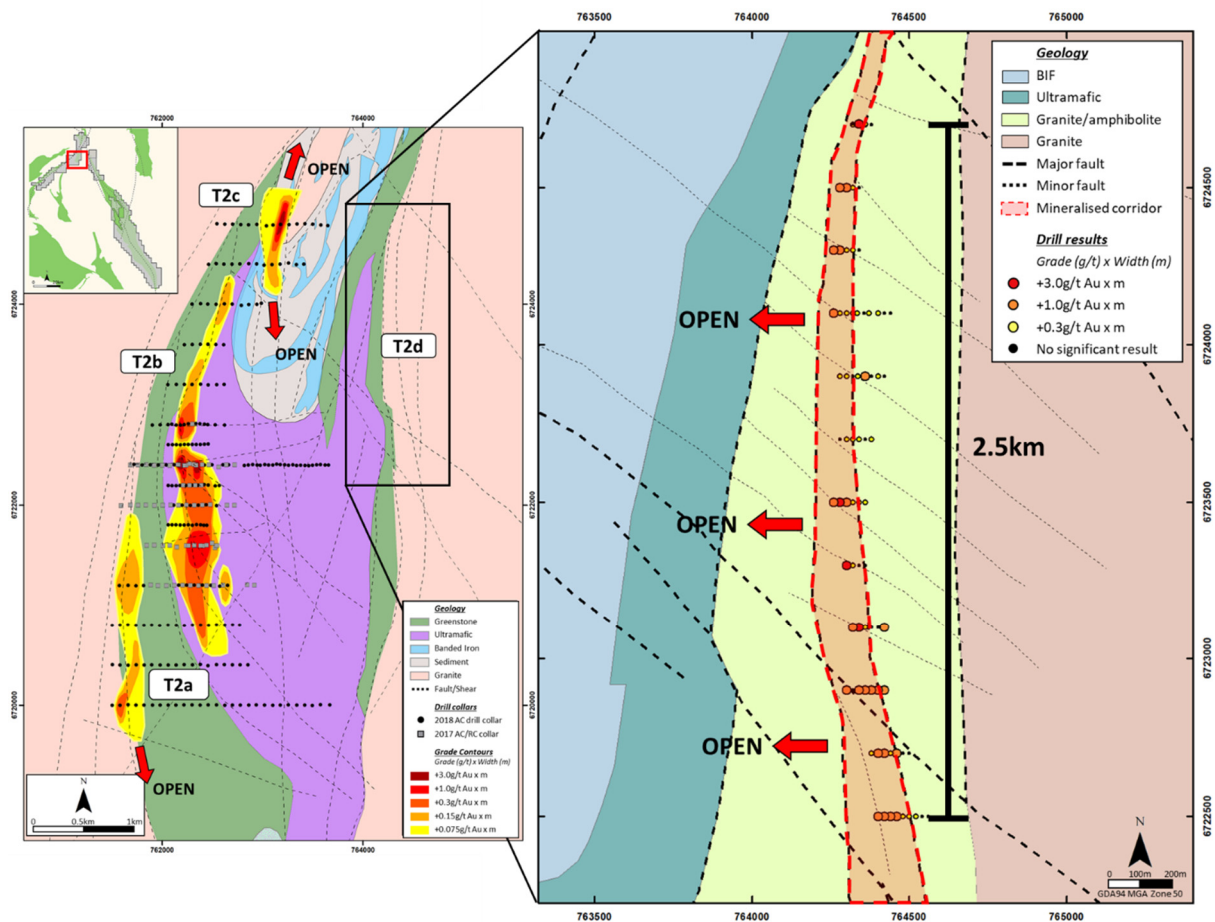 763500
764000
764500
765000
Geology
BIF
Ultramafic
Granite/amphibolite
Granite
Major fault
Minor fault
Mineralised corridor
Drill results
Grade (g/t) x Width (m)
+3.0g/t Au x m
+1.0g/t Au x m
+0.3g/t Au x m
No significant result
6724500
6724000
6723500
6723000
6722500
OPEN
OPEN
OPEN
2.5km
N
0 100m 200m
GDA94 MGA Zone 50
763500
764000
764500
765000
T2c
OPEN
OPEN
T2b
T2d
T2a
OPEN
6724000
6722000
6720000
N
0 0.5km 1km
762000
764000
Geology
Greenstone
Ultramafic
Banded Iron
Sediment
Granite
Fault/Shear
Drill collars
2018 AC drill collar
2017 AC/RC collar
Grade Contours
Grade (g/t) x Width (m)
+3.0g/t Au x m
+1.0g/t Au x m
+0.3g/t Au x m
+0.15g/t Au x m
+0.075g/t Au x m